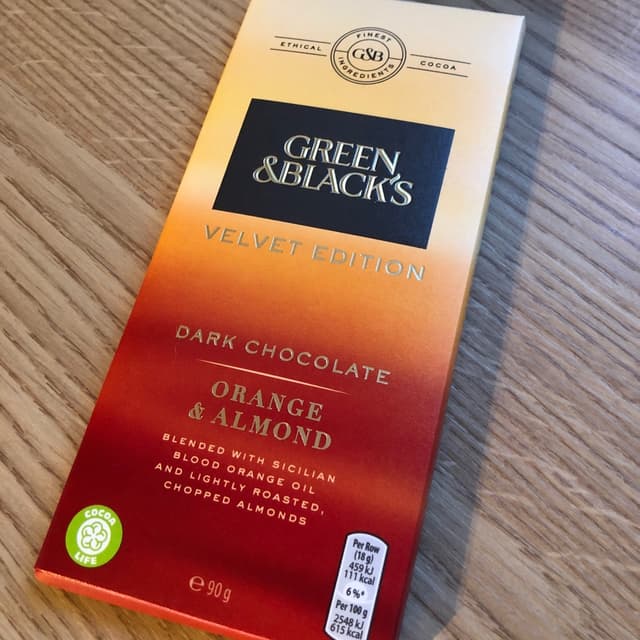 FINEST
ETHICAL G&B COCOA
INGREDIENTS
GREEN
&BLACK'S
VELVET EDITION
DARK CHOCOLATE
ORANGE
& ALMOND
BLENDED WITH SICILIAN
BLOOD ORANGE OIL
AND LIGHTLY ROASTED,
CHOPPED ALMONDS
COCOA
LIFE
℮ 90g
Per Row
(18g)
459 kJ
111 kcal
6%*
Per 100g
2548 kJ
615 kcal